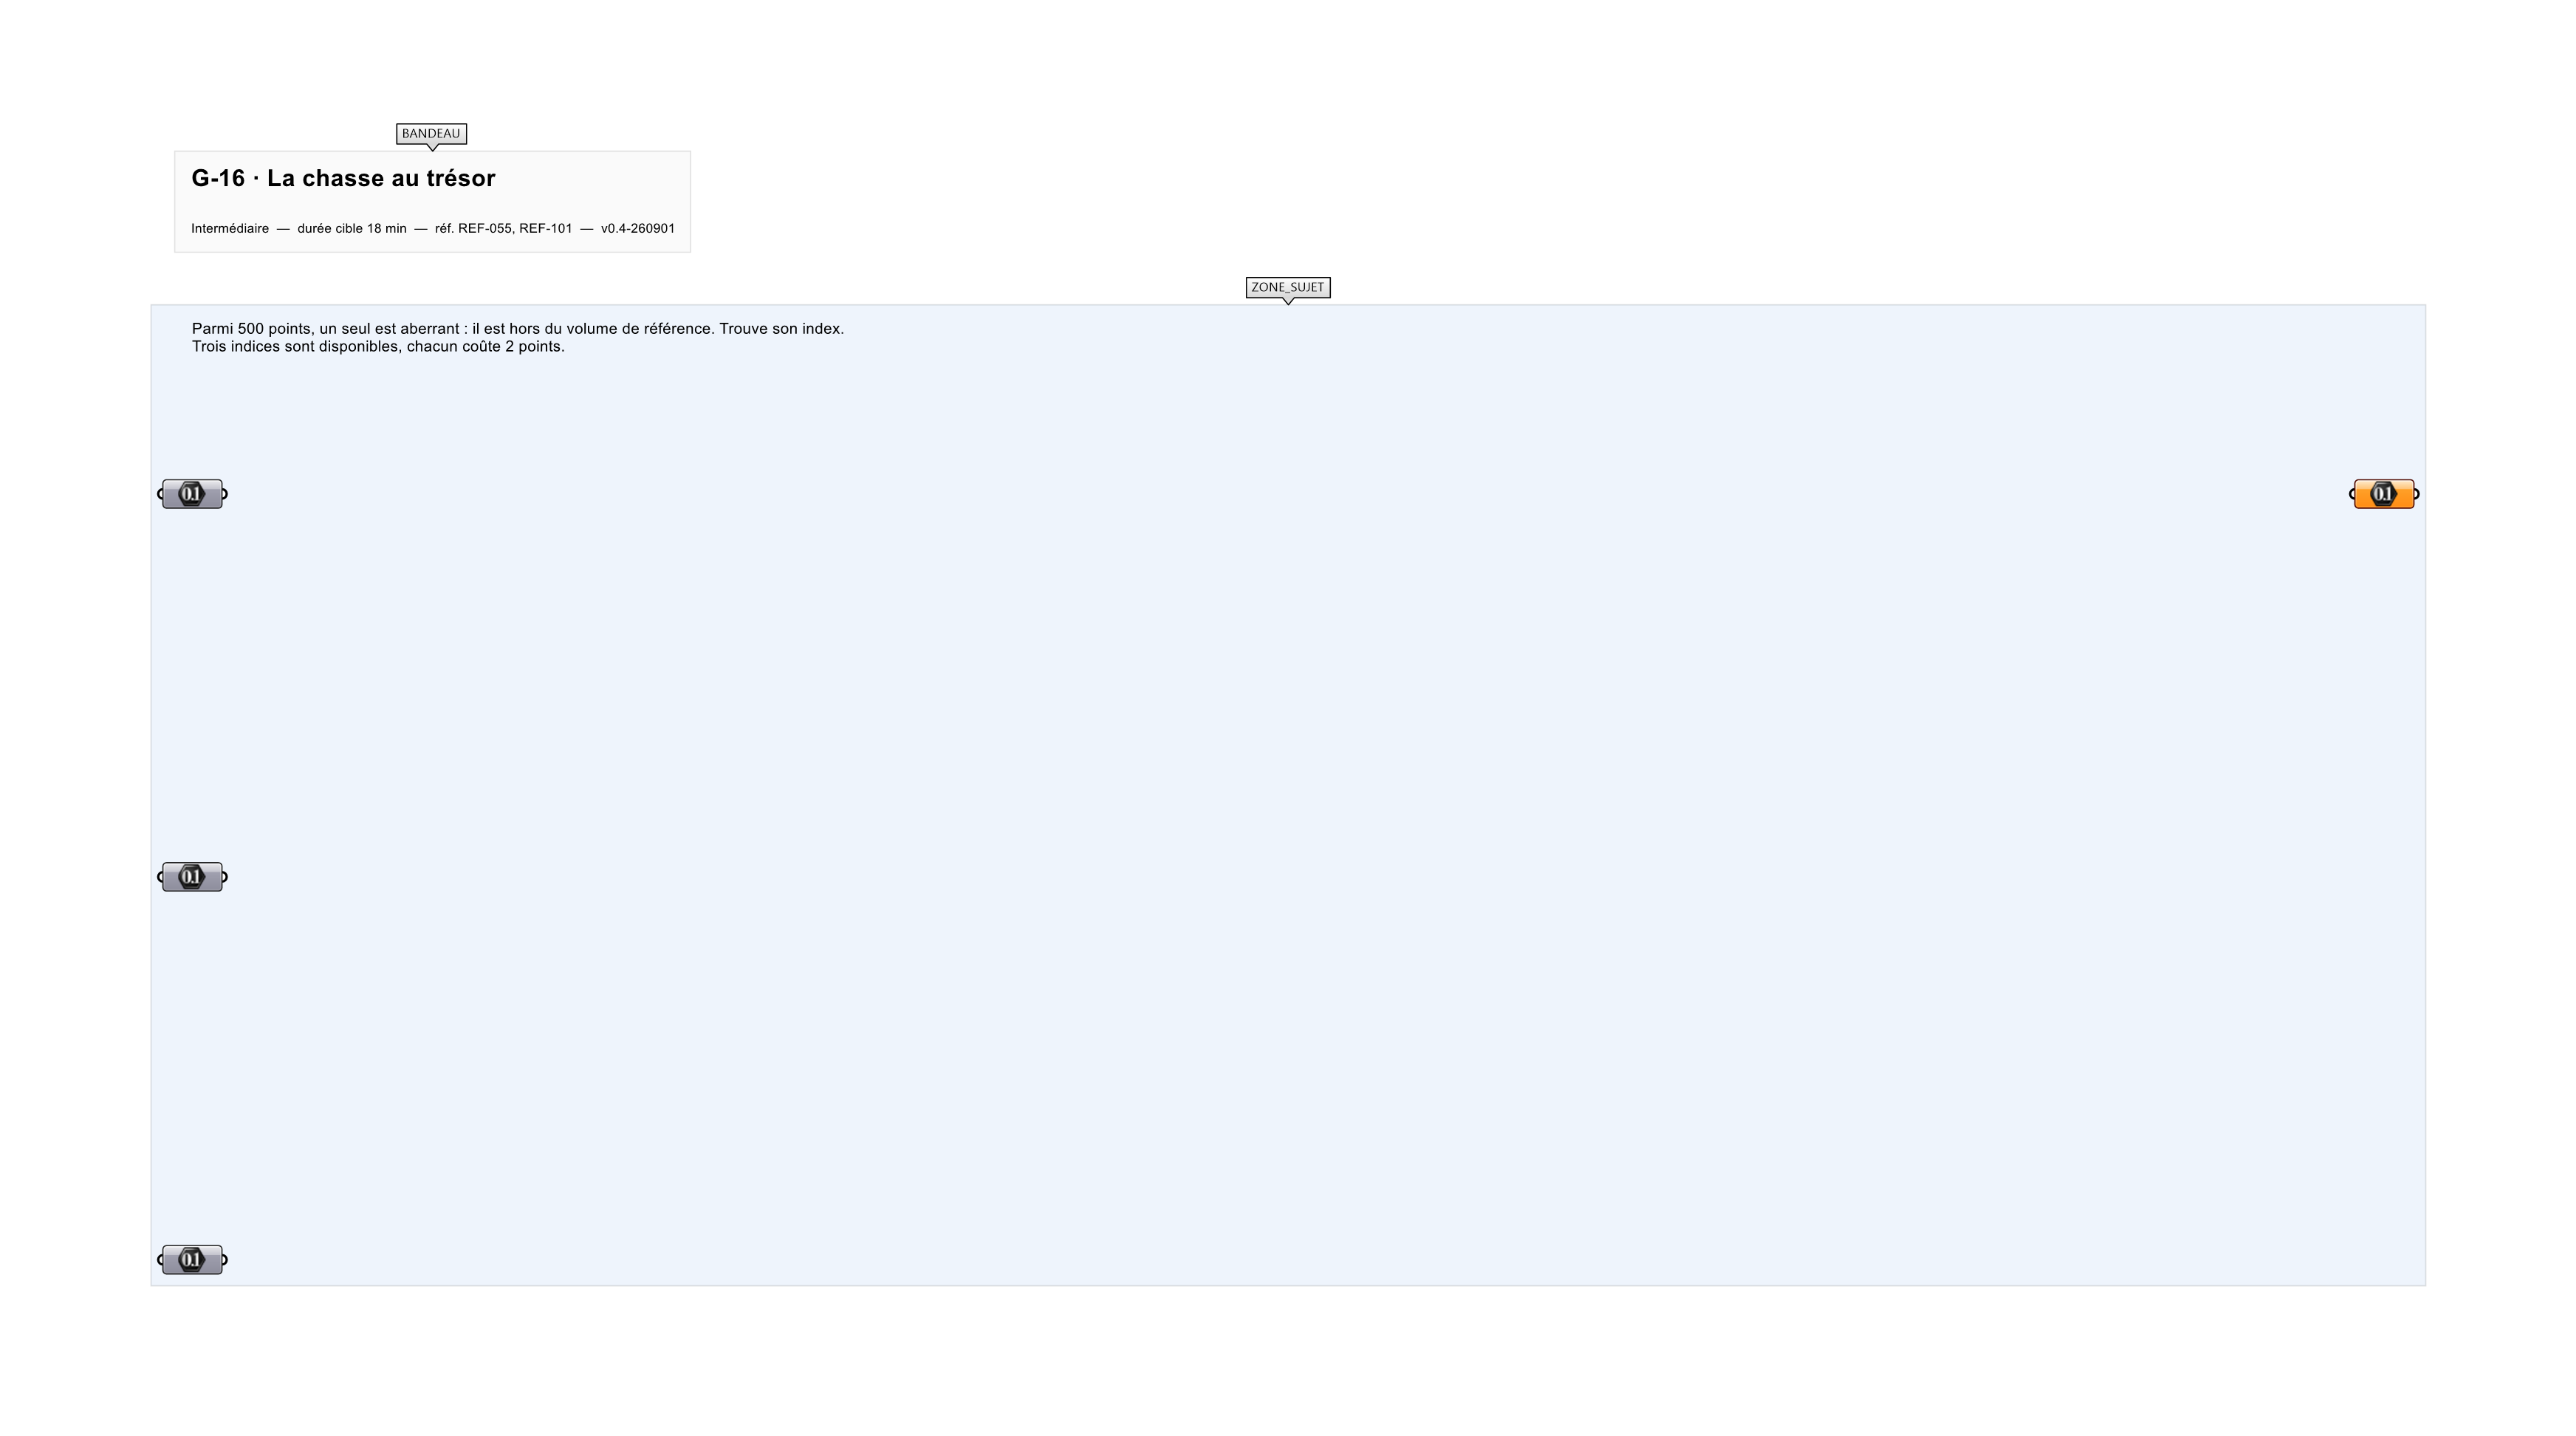 BANDEAU
G-16 · La chasse au trésor
Intermédiaire — durée cible 18 min — réf. REF-055, REF-101 — v0.4-260901
ZONE_SUJET
Parmi 500 points, un seul est aberrant : il est hors du volume de référence. Trouve son index.
Trois indices sont disponibles, chacun coûte 2 points.
0.1
0.1
0.1
0.1